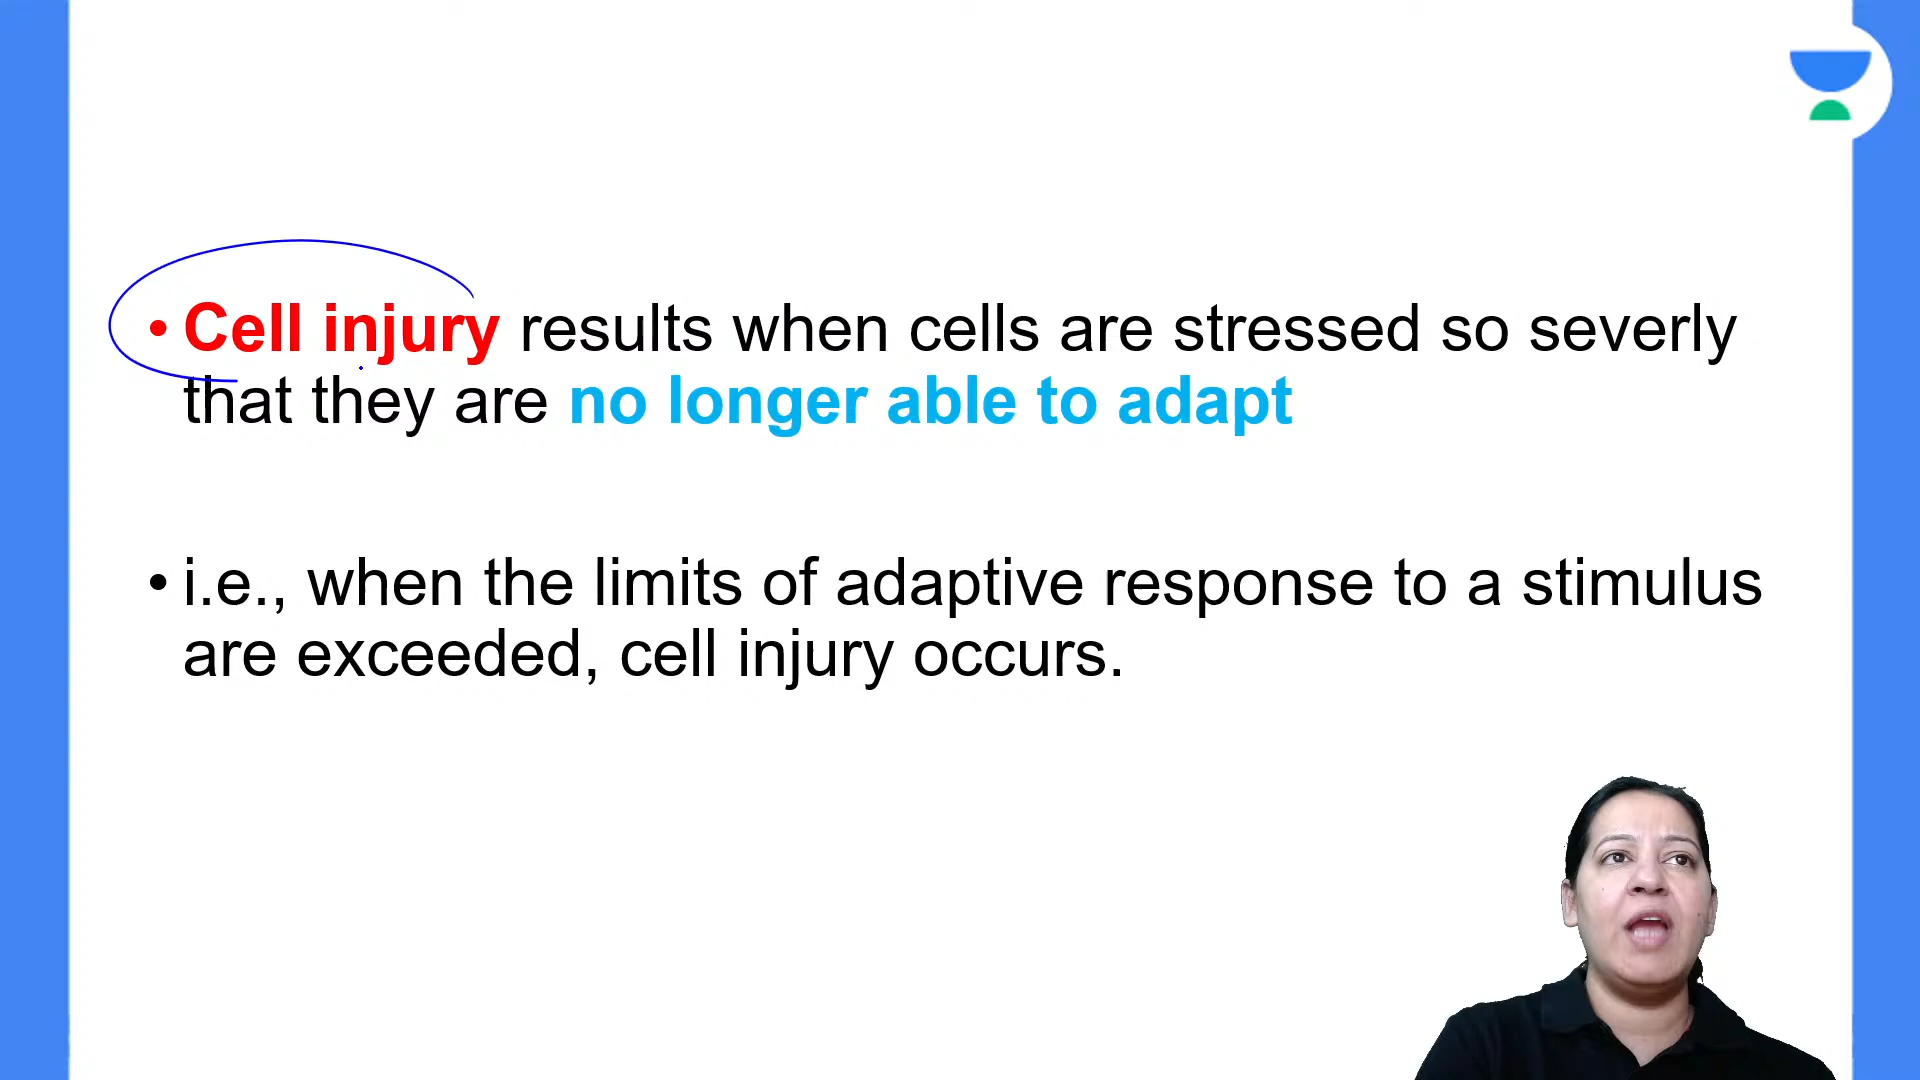 • Cell injury results when cells are stressed so severly
that they are no longer able to adapt
• i.e., when the limits of adaptive response to a stimulus
are exceeded, cell injury occurs.